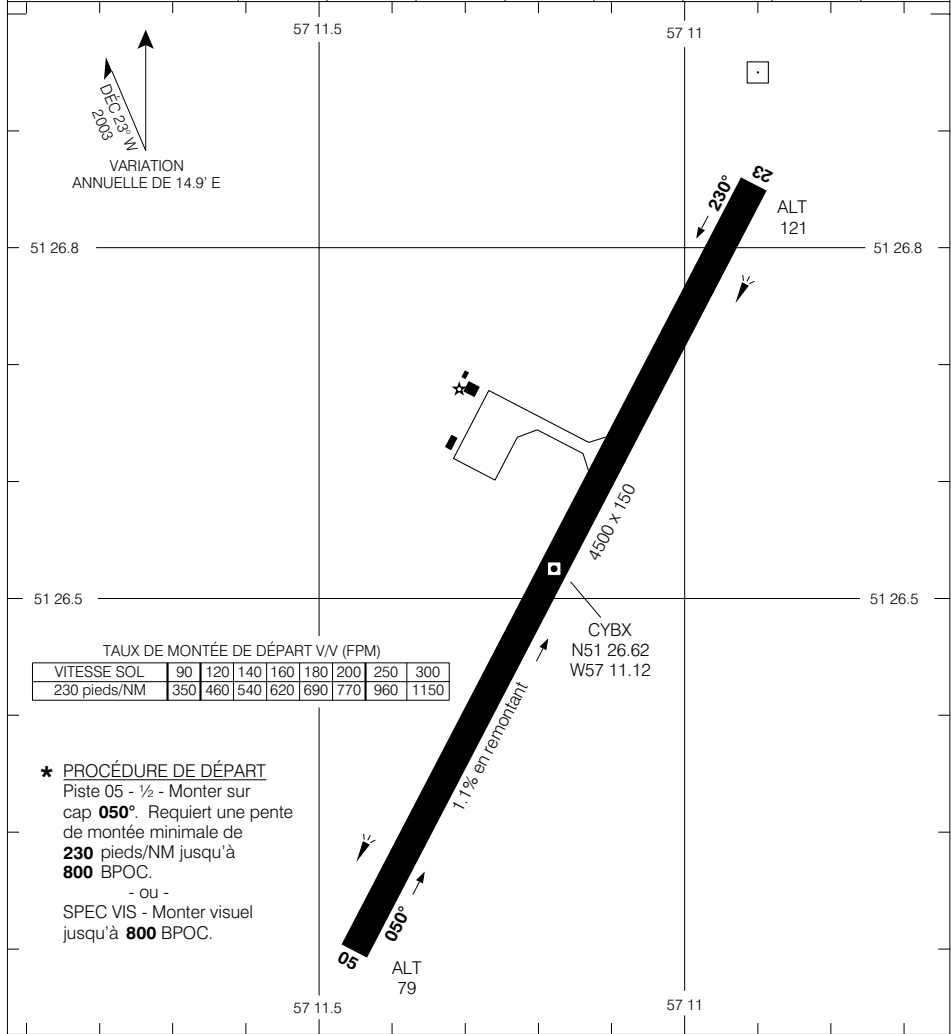 57 11.5
57 11
DÉC 23° W
2003
VARIATION
ANNUELLE DE 14.9' E
23
230°
ALT
121
51 26.8
51 26.8
4500 x 150
51 26.5
51 26.5
CYBX
N51 26.62
W57 11.12
TAUX DE MONTÉE DE DÉPART V/V (FPM)
VITESSE SOL 90 120 140 160 180 200 250 300
230 pieds/NM 350 460 540 620 690 770 960 1150
1.1% en remontant
* PROCÉDURE DE DÉPART
Piste 05 - ½ - Monter sur
cap 050°. Requiert une pente
de montée minimale de
230 pieds/NM jusqu'à
800 BPOC.
- ou -
SPEC VIS - Monter visuel
jusqu'à 800 BPOC.
050°
05
ALT
79
57 11.5
57 11